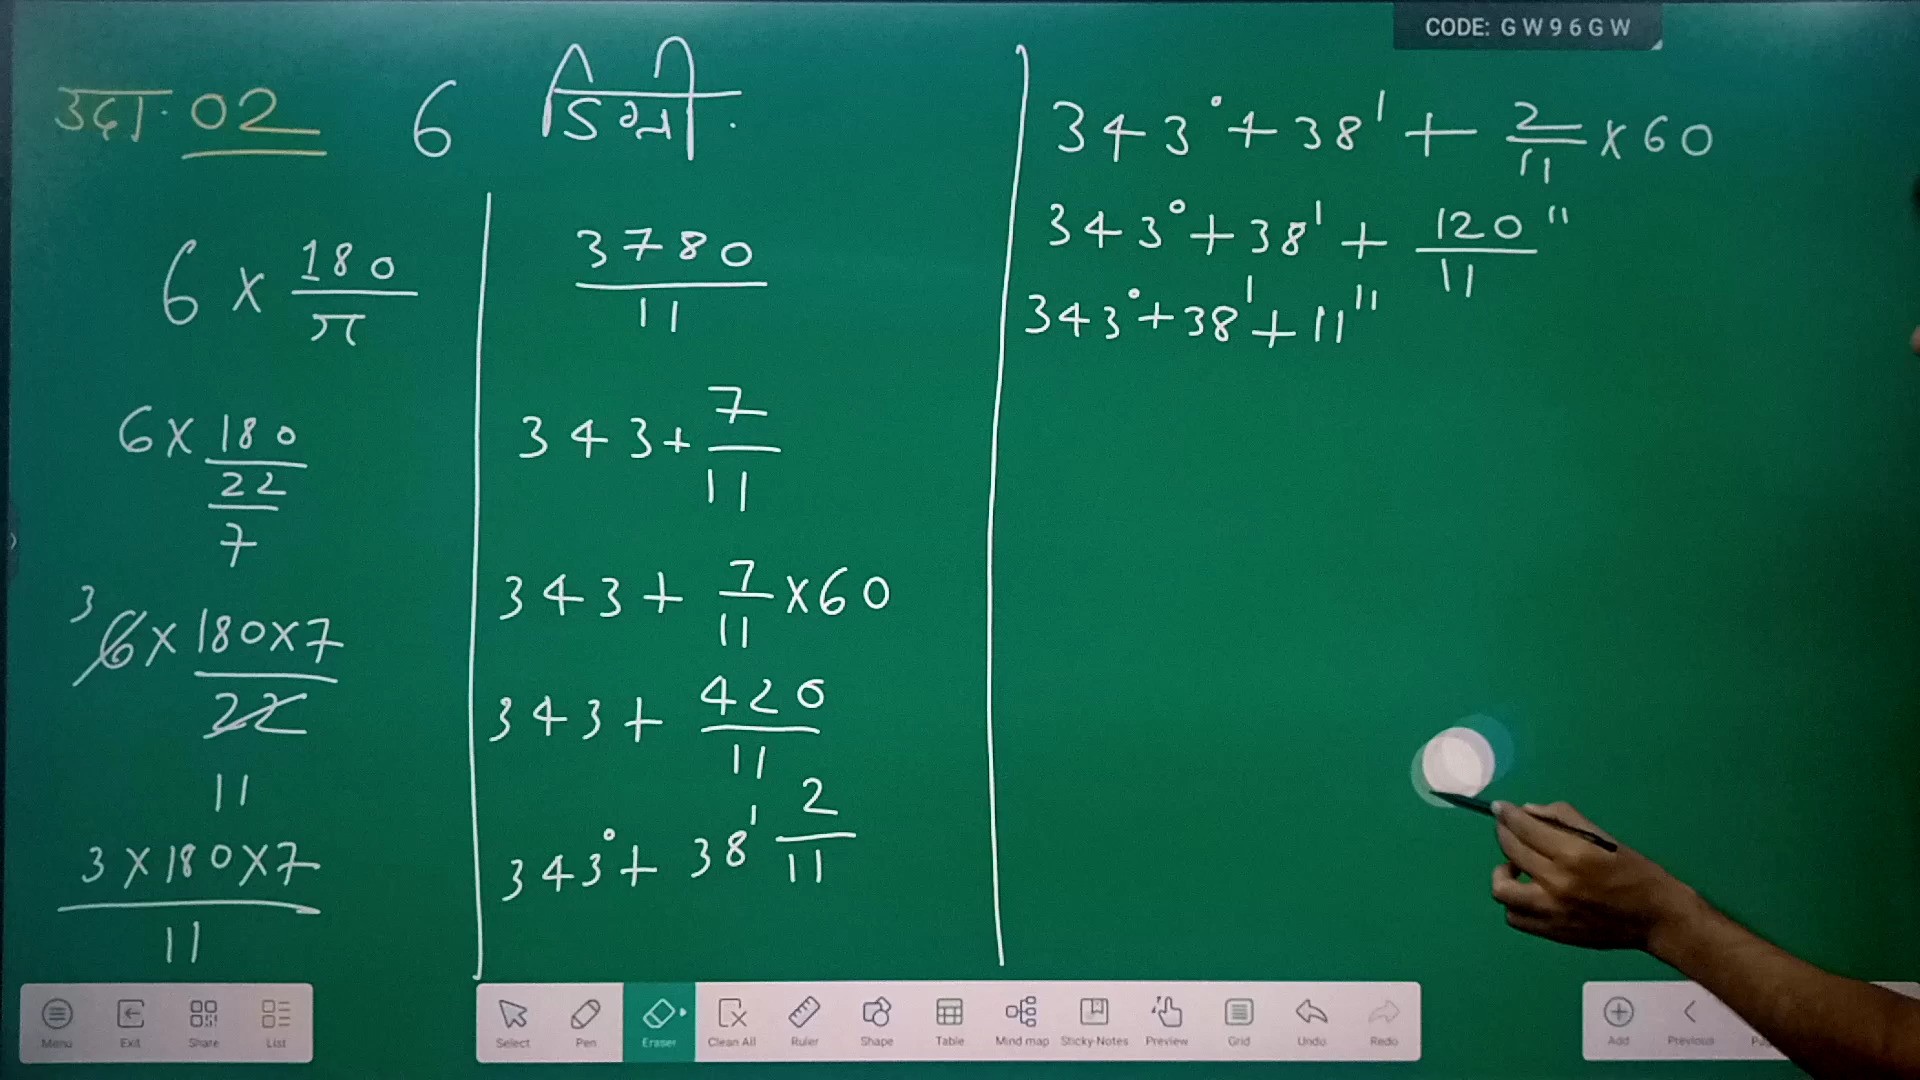 CODE: GW96GW
उदा. 02 6
6 × 180/π
6 × 180/22/7
3 6 × 180×7/22
11
3×180×7/11
3780/11
343+7/11
343+7/11×60
343+420/11
343°+38' 2/11
343°+38'+2/11×60
343°+38'+120"/11
343°+38'+11"
Menu Exit Share List
Select Pen Eraser Clean All Ruler Shape Table Mind map Sticky-Notes Preview Grid Undo Redo
Add Previous